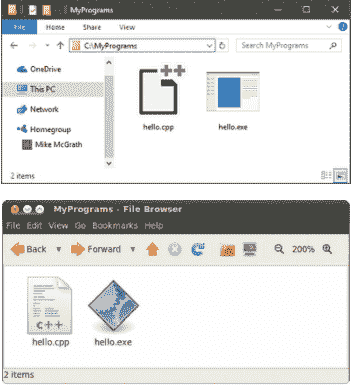 MyPrograms
File Home Share View
C:\MyPrograms Search MyPrograms
OneDrive
This PC
Network
Homegroup
Mike McGrath
++
hello.cpp hello.exe
2 items
MyPrograms - File Browser
File Edit View Go Bookmarks Help
Back Forward 200%
C++
hello.cpp hello.exe
2 items